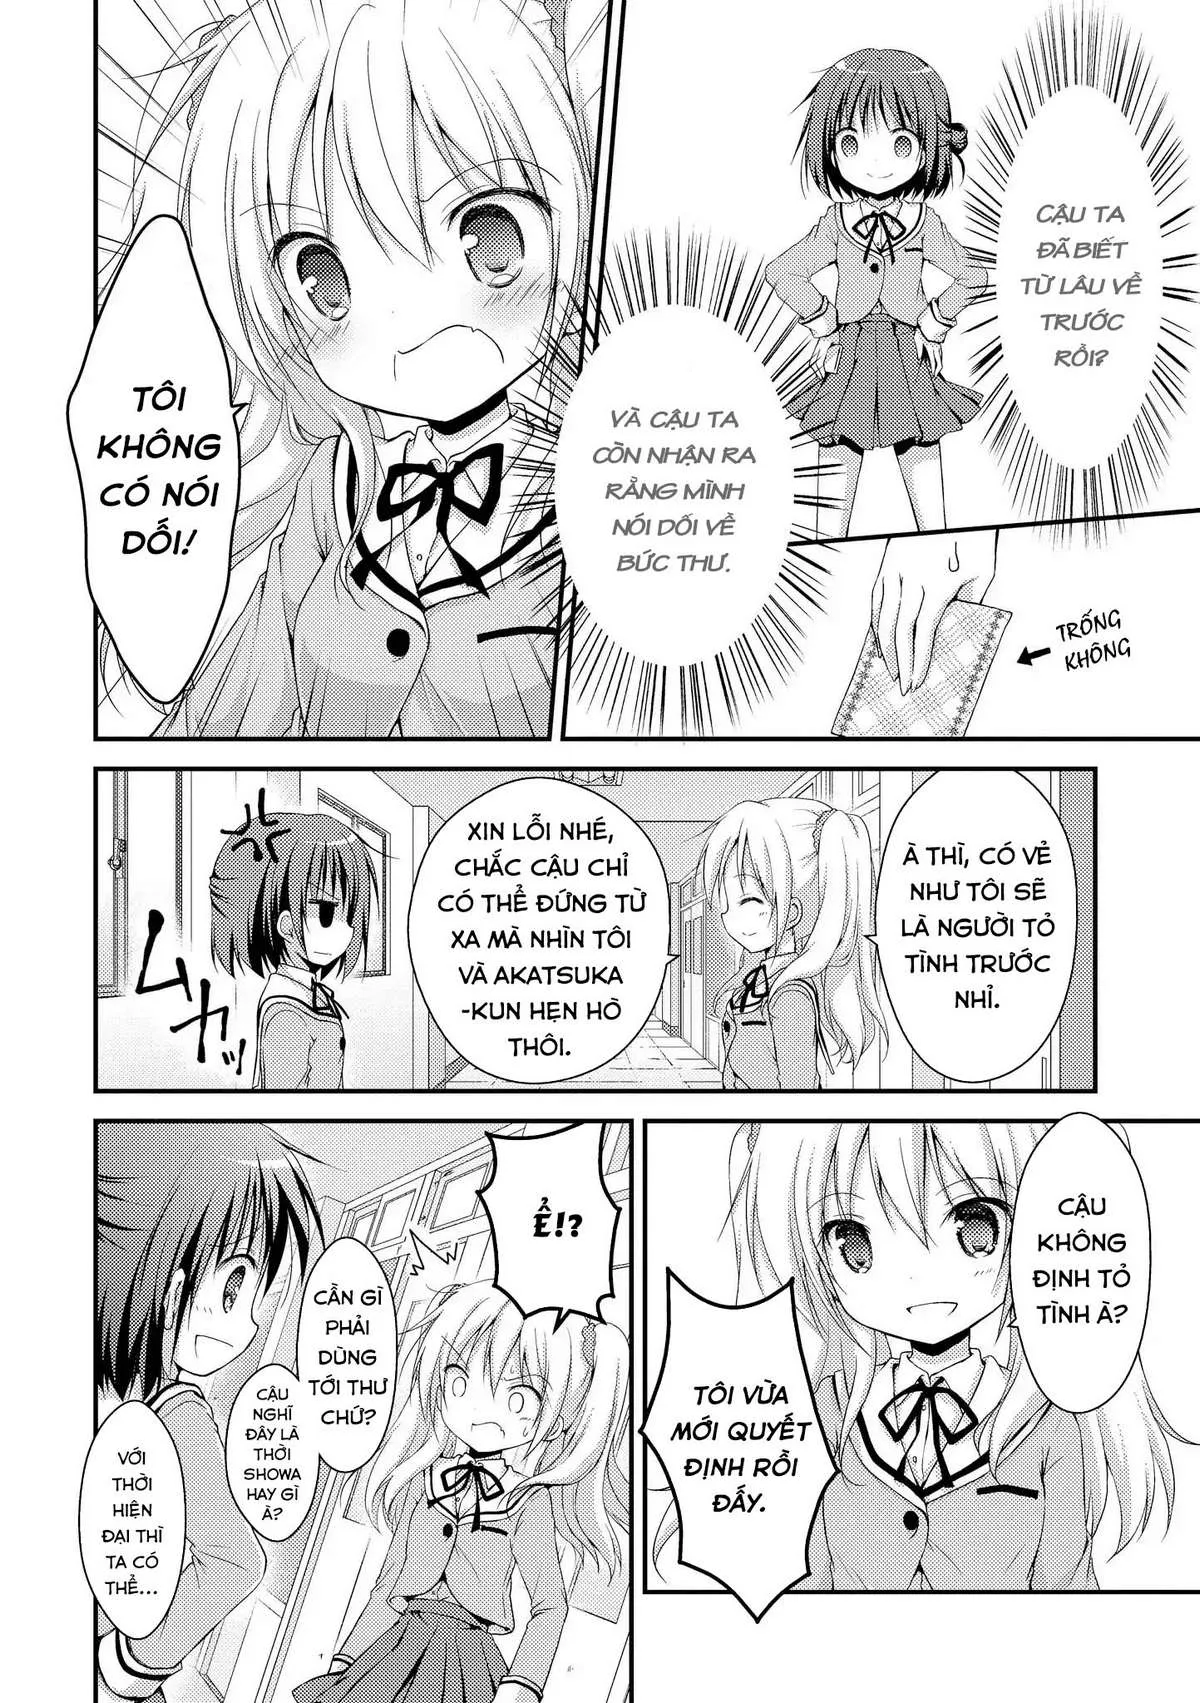 CẬU TA
ĐÃ BIẾT
TỪ LÂU VỀ
TRƯỚC
RỒI?
VÀ CẬU TA
CÒN NHẬN RA
RẰNG MÌNH
NÓI DỐI VỀ
BỨC THƯ.
TRỐNG
KHÔNG
TÔI
KHÔNG
CÓ NÓI
DỐI!
À THÌ, CÓ VẺ
NHƯ TÔI SẼ
LÀ NGƯỜI TỎ
TÌNH TRƯỚC
NHỈ.
XIN LỖI NHÉ,
CHẮC CẬU CHỈ
CÓ THỂ ĐỨNG TỪ
XA MÀ NHÌN TÔI
VÀ AKATSUKA
-KUN HẸN HÒ
THÔI.
ムカッ
CẬU
KHÔNG
ĐỊNH TỎ
TÌNH À?
TÔI VỪA
MỚI QUYẾT
ĐỊNH RỒI
ĐẤY.
Ể!?
CẦN GÌ
PHẢI
DÙNG
TỚI THƯ
CHỨ?
CẬU
NGHĨ
ĐÂY LÀ
THỜI
SHOWA
HAY GÌ
À?
VỚI
THỜI
HIỆN
ĐẠI THÌ
TA CÓ
THỂ...